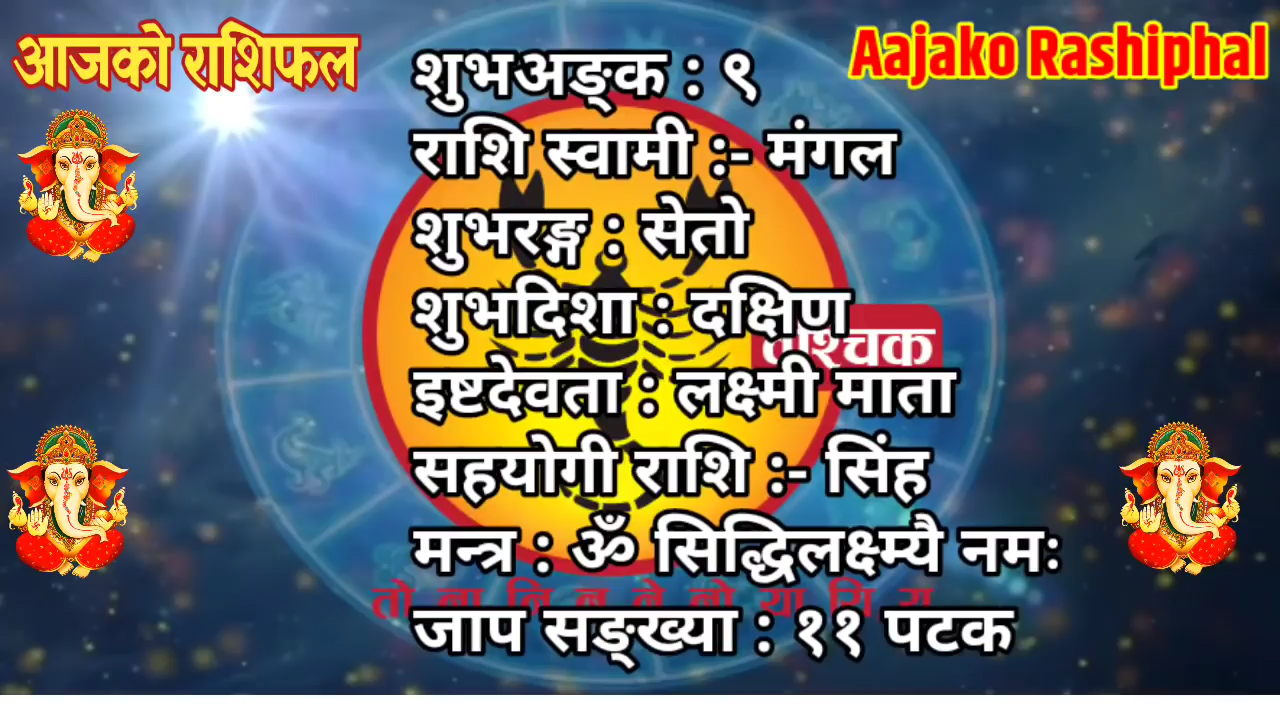 आजको राशिफल
Aajako Rashiphal
शुभअङ्क : ९
राशि स्वामी :- मंगल
शुभरङ्ग : सेतो
शुभदिशा : दक्षिण
इष्टदेवता : लक्ष्मी माता
सहयोगी राशि :- सिंह
मन्त्र : ॐ सिद्धिलक्ष्म्यै नमः
जाप सङ्ख्या : ११ पटक